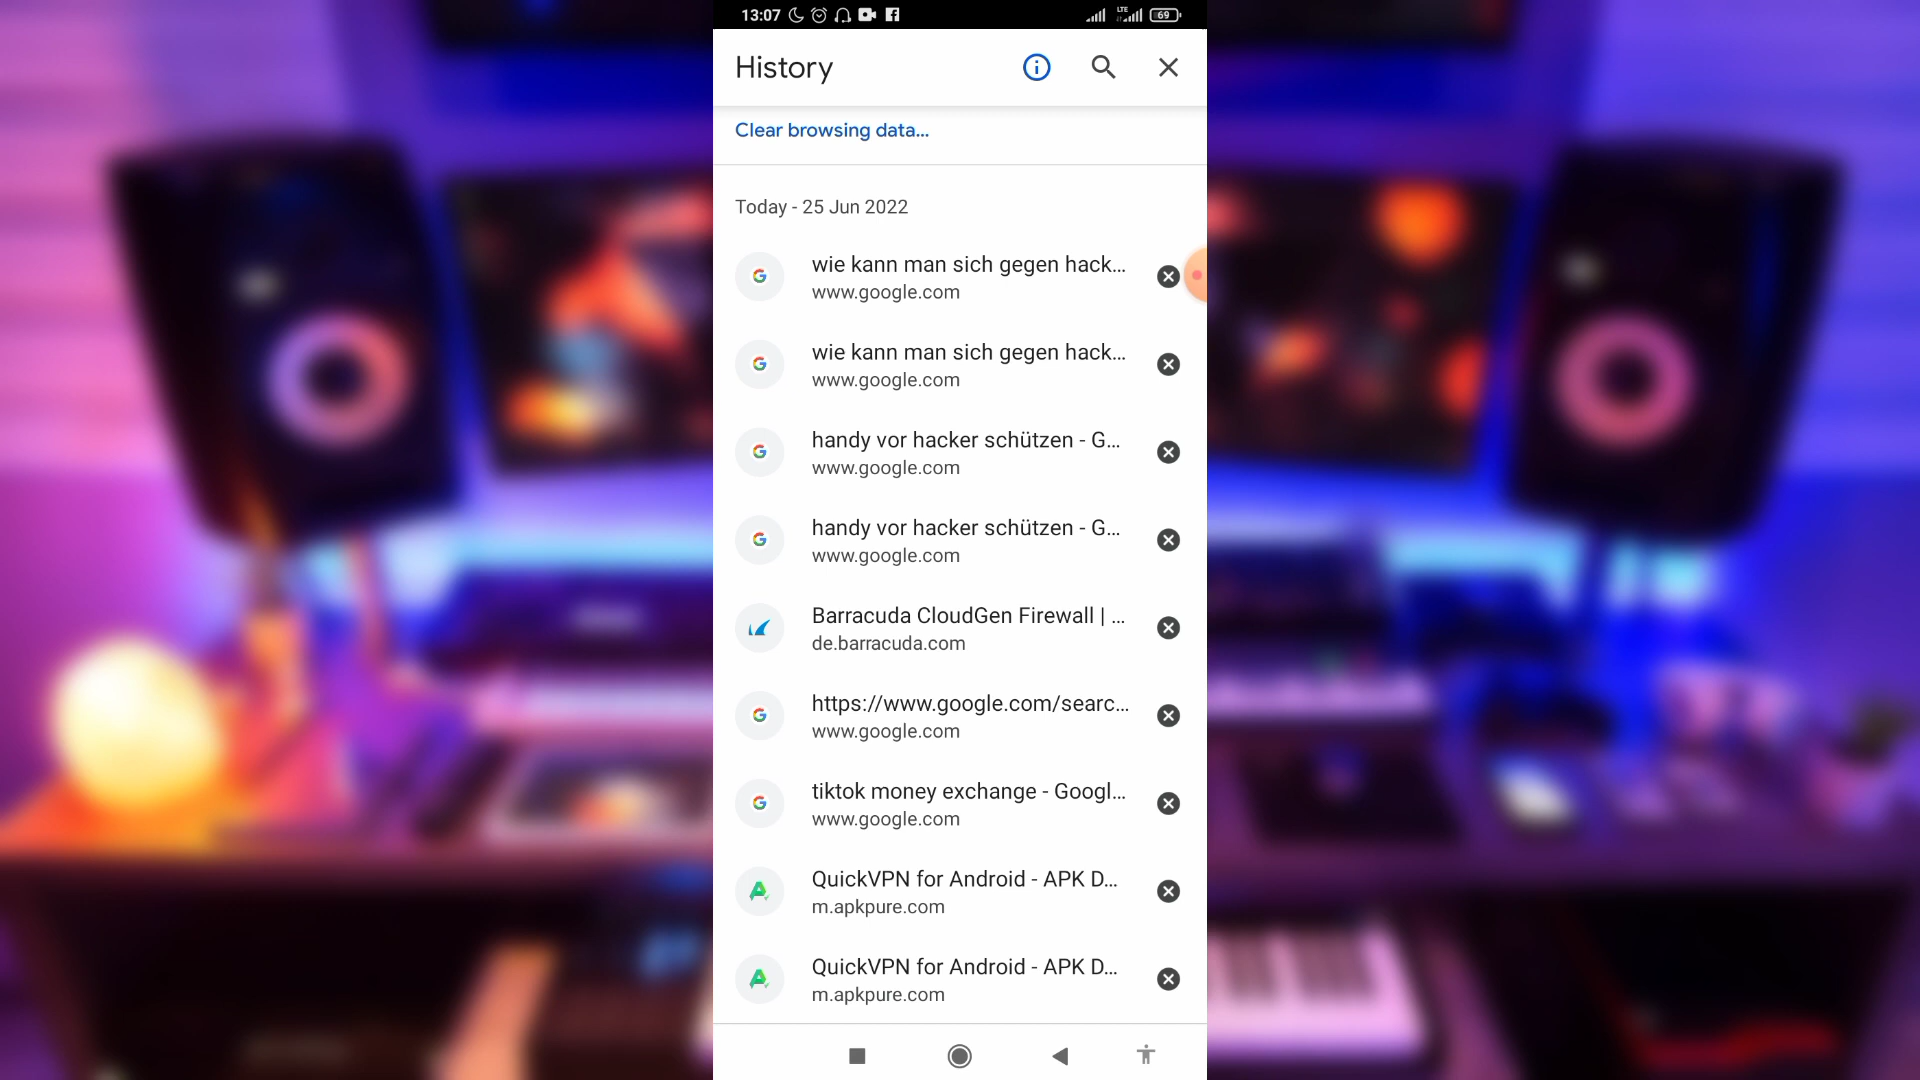 13:07
LTE
69
History
Clear browsing data...
Today - 25 Jun 2022
wie kann man sich gegen hack...
www.google.com
wie kann man sich gegen hack...
www.google.com
handy vor hacker schützen - G...
www.google.com
handy vor hacker schützen - G...
www.google.com
Barracuda CloudGen Firewall | ...
de.barracuda.com
https://www.google.com/searc...
www.google.com
tiktok money exchange - Googl...
www.google.com
QuickVPN for Android - APK D...
m.apkpure.com
QuickVPN for Android - APK D...
m.apkpure.com